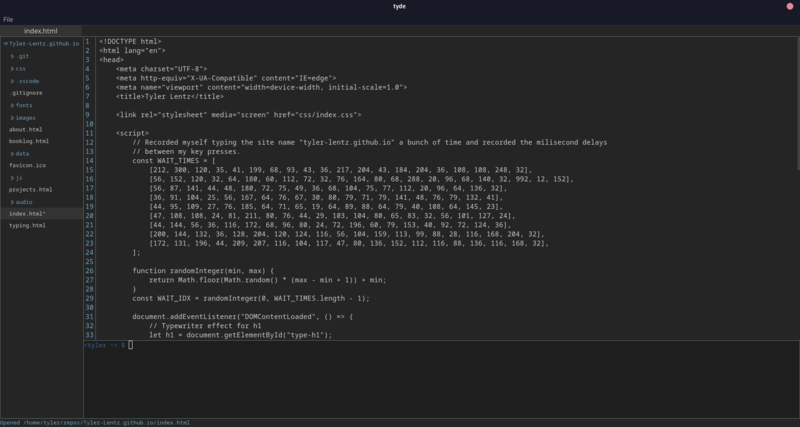 tyde
File
index.html
Tyler-Lentz.github.io
.git
css
.vscode
.gitignore
fonts
images
about.html
booklog.html
data
favicon.ico
js
projects.html
audio
index.html*
typing.html
1 <!DOCTYPE html>
2 <html lang="en">
3 <head>
4 <meta charset="UTF-8">
5 <meta http-equiv="X-UA-Compatible" content="IE=edge">
6 <meta name="viewport" content="width=device-width, initial-scale=1.0">
7 <title>Tyler Lentz</title>
8
9 <link rel="stylesheet" media="screen" href="css/index.css">
10
11 <script>
12 // Recorded myself typing the site name "tyler-lentz.github.io" a bunch of time and recorded the milisecond delays
13 // between my key presses.
14 const WAIT_TIMES = [
15 [212, 300, 120, 35, 41, 199, 68, 93, 43, 36, 217, 204, 43, 184, 204, 36, 108, 108, 248, 32],
16 [56, 152, 120, 32, 64, 180, 60, 112, 72, 32, 76, 164, 80, 68, 288, 20, 96, 68, 140, 32, 992, 12, 152],
17 [56, 87, 141, 44, 48, 180, 72, 75, 49, 36, 68, 104, 75, 77, 112, 20, 96, 64, 136, 32],
18 [36, 91, 104, 25, 56, 167, 64, 76, 67, 30, 80, 79, 71, 79, 141, 48, 76, 79, 132, 41],
19 [44, 95, 109, 27, 76, 185, 64, 71, 65, 19, 64, 89, 88, 64, 79, 40, 108, 64, 145, 23],
20 [47, 108, 108, 24, 81, 211, 80, 76, 44, 29, 103, 104, 80, 65, 83, 32, 56, 101, 127, 24],
21 [44, 144, 56, 36, 116, 172, 68, 96, 80, 24, 72, 196, 60, 79, 153, 40, 92, 72, 124, 36],
22 [200, 144, 132, 36, 128, 204, 120, 124, 116, 56, 104, 159, 113, 99, 88, 28, 116, 168, 204, 32],
23 [172, 131, 196, 44, 209, 207, 116, 104, 117, 47, 80, 136, 152, 112, 116, 88, 136, 116, 168, 32],
24 ];
25
26 function randomInteger(min, max) {
27 return Math.floor(Math.random() * (max - min + 1)) + min;
28 }
29 const WAIT_IDX = randomInteger(0, WAIT_TIMES.length - 1);
30
31 document.addEventListener("DOMContentLoaded", () => {
32 // Typewriter effect for h1
33 let h1 = document.getElementById("type-h1");
<tyler ~> $
Opened /home/tyler/repos/Tyler-Lentz.github.io/index.html